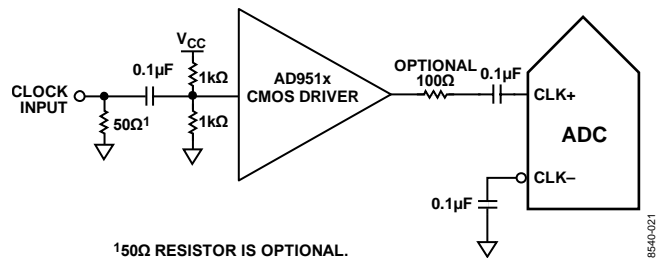 VCC
0.1µF
1kΩ
CLOCK
INPUT
50Ω1
1kΩ
AD951x
CMOS DRIVER
OPTIONAL
100Ω
0.1µF
CLK+
ADC
CLK–
0.1µF
150Ω RESISTOR IS OPTIONAL.
8540-021